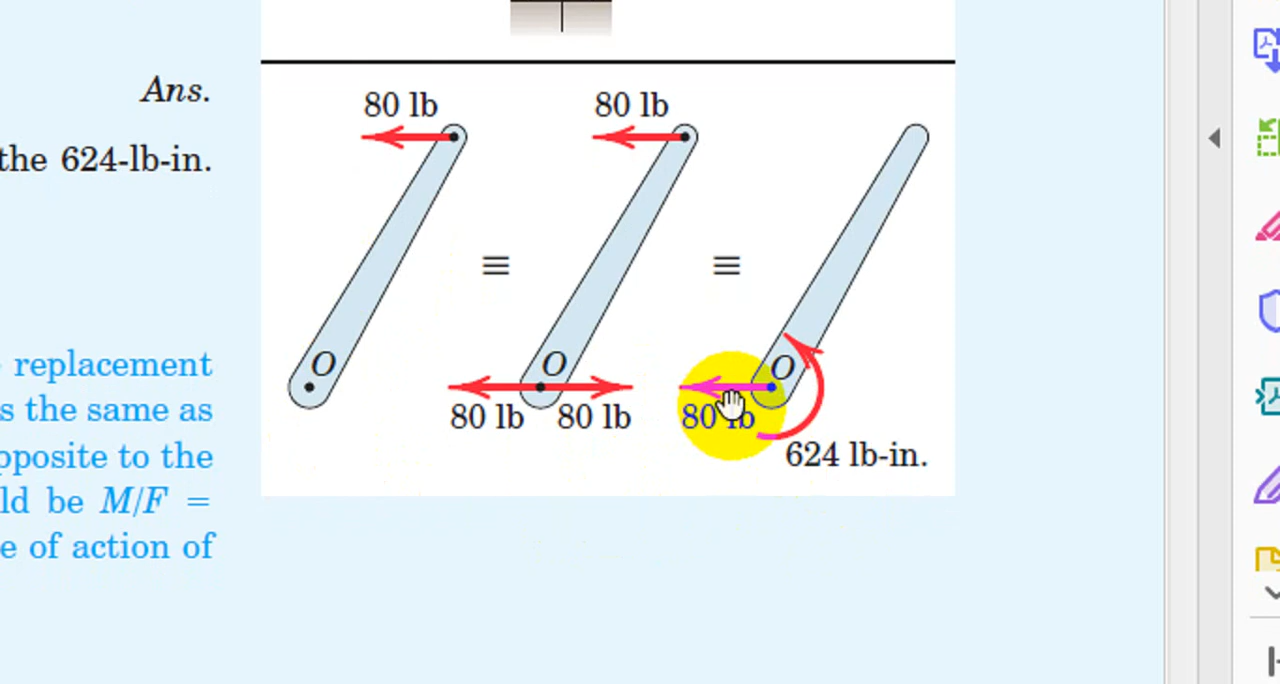 Ans.
the 624-lb-in.
replacement
s the same as
pposite to the
ld be M/F =
e of action of
80 lb 80 lb
≡ ≡
O O O
80 lb 80 lb 80 lb
624 lb-in.